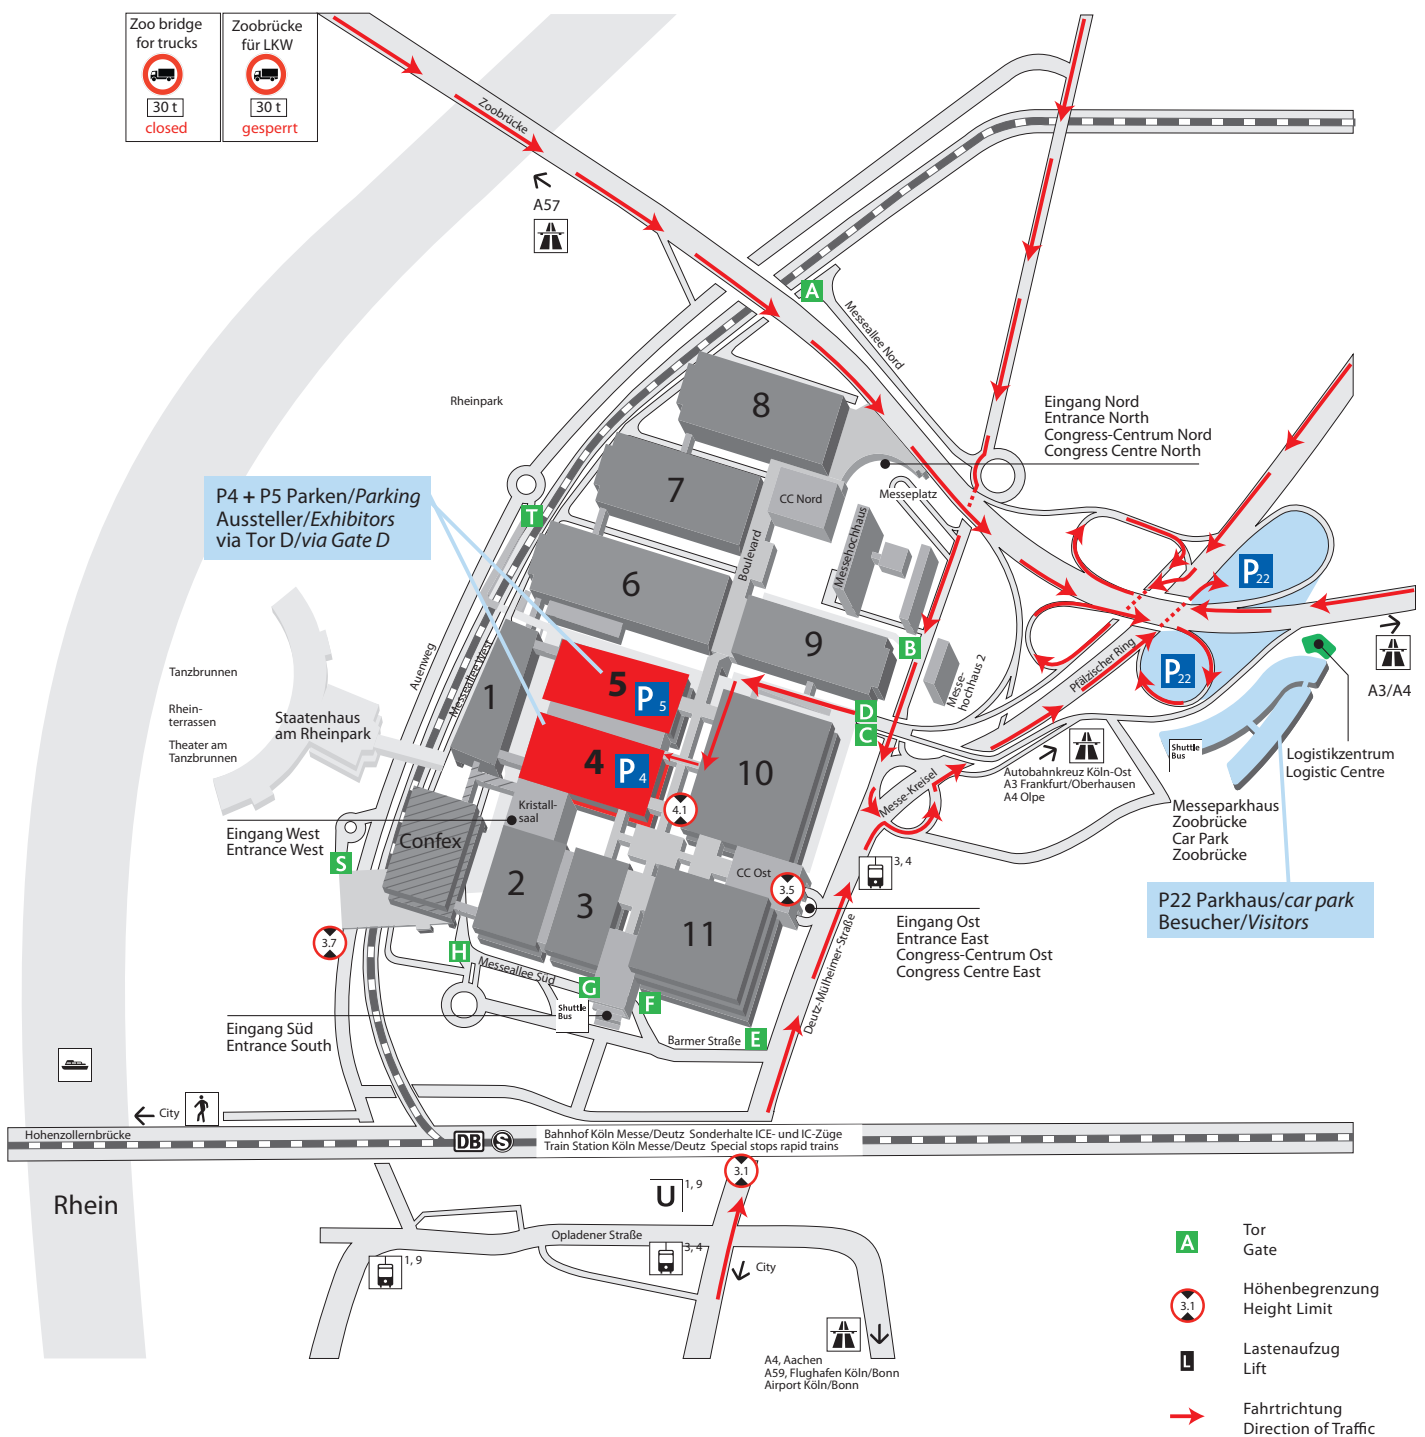 Zoo bridge
for trucks
30 t
closed
Zoobrücke
für LKW
30 t
gesperrt
Zoobrücke
A57
A
Messeallee Nord
Rheinpark
8
Eingang Nord
Entrance North
Congress-Centrum Nord
Congress Centre North
7
CC Nord
Messeplatz
P4 + P5 Parken/Parking
Aussteller/Exhibitors
via Tor D/via Gate D
T
Boulevard
Messehochhaus
6
P22
9
B
Auenweg
Messeallee West
Messe-
hochhaus 2
Pfälzischer Ring
P22
A3/A4
Tanzbrunnen
Rhein-
terrassen
Theater am
Tanzbrunnen
Staatenhaus
am Rheinpark
1
5
P5
D
C
4
P4
10
4.1
Shuttle
Bus
Logistikzentrum
Logistic Centre
Autobahnkreuz Köln-Ost
A3 Frankfurt/Oberhausen
A4 Olpe
Messe-Kreisel
Messeparkhaus
Zoobrücke
Car Park
Zoobrücke
Kristall-
saal
Eingang West
Entrance West
Confex
S
3, 4
CC Ost
3.5
2
3
11
P22 Parkhaus/car park
Besucher/Visitors
Eingang Ost
Entrance East
Congress-Centrum Ost
Congress Centre East
3.7
H
Messeallee Süd
G
F
E
Shuttle
Bus
Deutz-Mülheimer-Straße
Eingang Süd
Entrance South
Barmer Straße
City
Hohenzollernbrücke
DB
S
Bahnhof Köln Messe/Deutz Sonderhalte ICE- und IC-Züge
Train Station Köln Messe/Deutz Special stops rapid trains
3.1
Rhein
U
1, 9
Opladener Straße
1, 9
3, 4
City
A4, Aachen
A59, Flughafen Köln/Bonn
Airport Köln/Bonn
A
Tor
Gate
3.1
Höhenbegrenzung
Height Limit
L
Lastenaufzug
Lift
Fahrtrichtung
Direction of Traffic